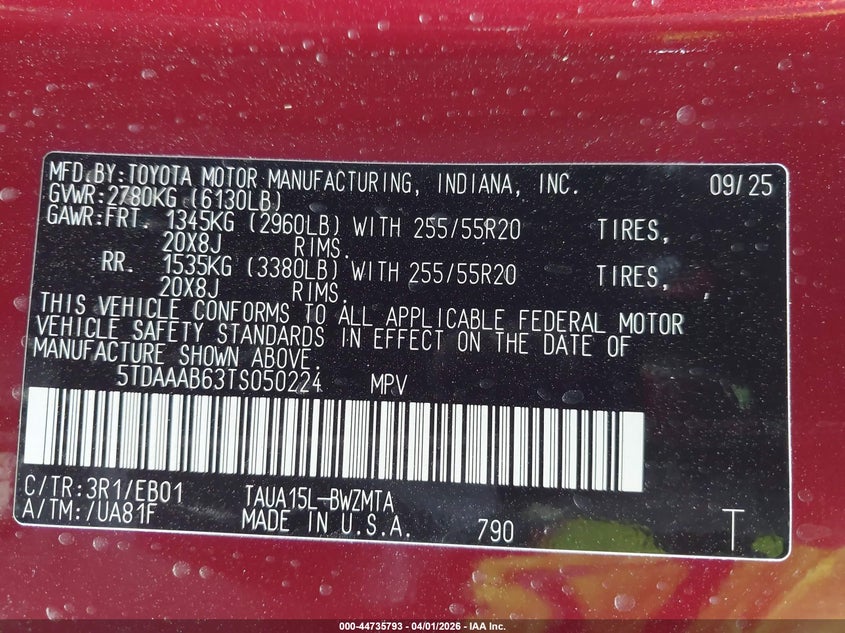 MFD.BY:TOYOTA MOTOR MANUFACTURING, INDIANA, INC. 09/25
GVWR:2780KG (6130LB)
GAWR:FRT. 1345KG (2960LB) WITH 255/55R20 TIRES,
20X8J RIMS.
RR. 1535KG (3380LB) WITH 255/55R20 TIRES,
20X8J RIMS.
THIS VEHICLE CONFORMS TO ALL APPLICABLE FEDERAL MOTOR
VEHICLE SAFETY STANDARDS IN EFFECT ON THE DATE OF
MANUFACTURE SHOWN ABOVE.
5TDAAAB63TS050224 MPV
C/TR:3R1/EB01 TAUA15L-BWZMTA
A/TM:/UA81F MADE IN U.S.A. 790 T
000-44735793 - 04/01/2026 - IAA Inc.